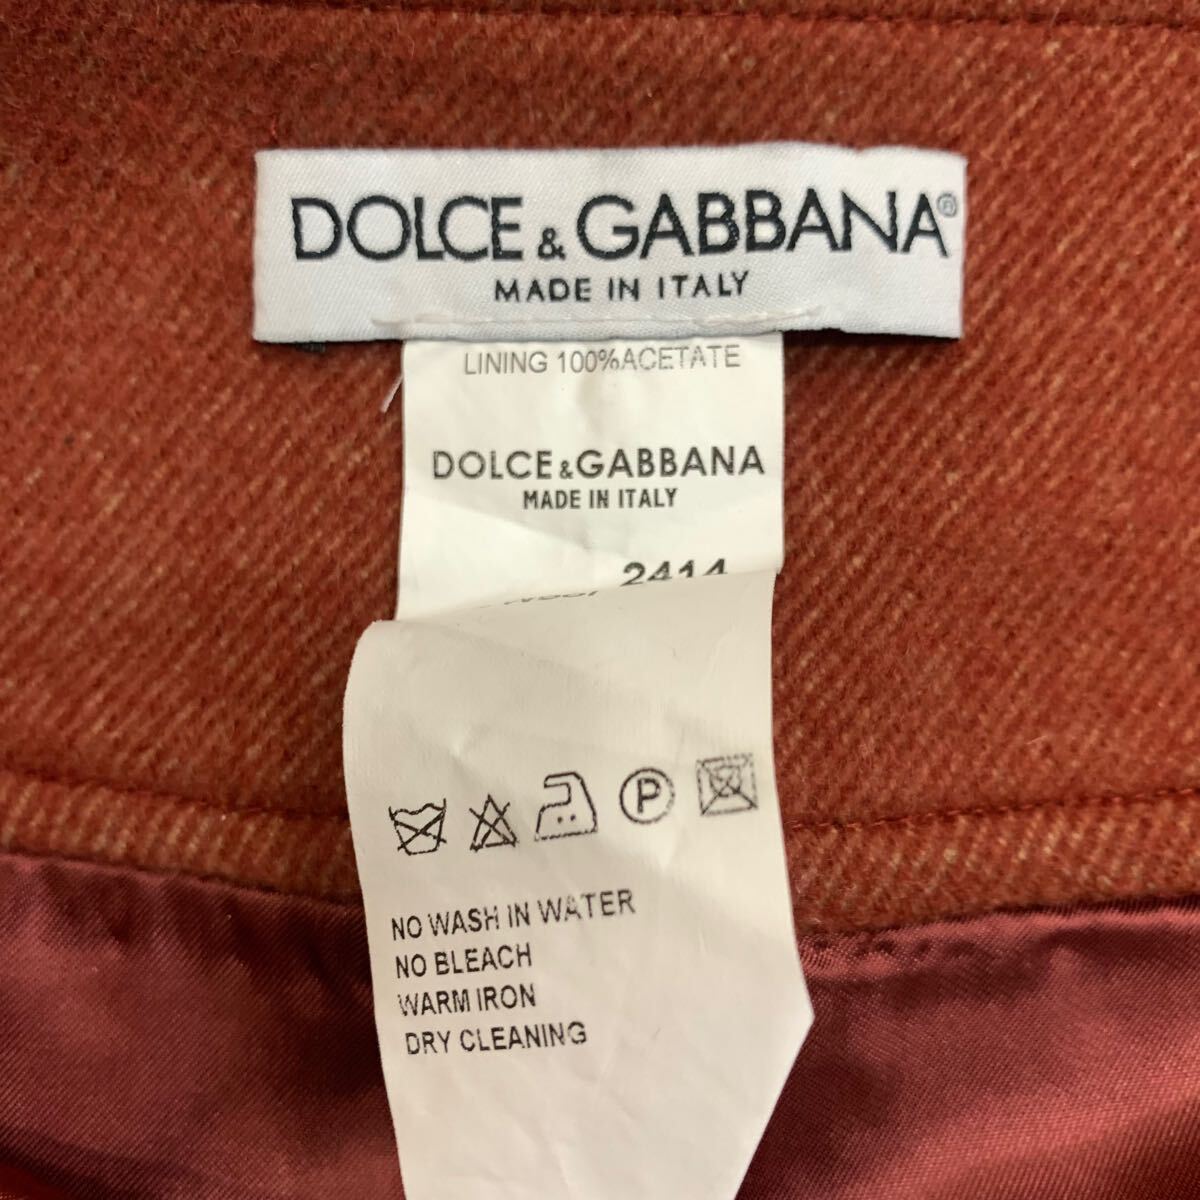 DOLCE & GABBANA®
MADE IN ITALY
LINING 100%ACETATE
DOLCE & GABBANA
MADE IN ITALY
2414
P
NO WASH IN WATER
NO BLEACH
WARM IRON
DRY CLEANING